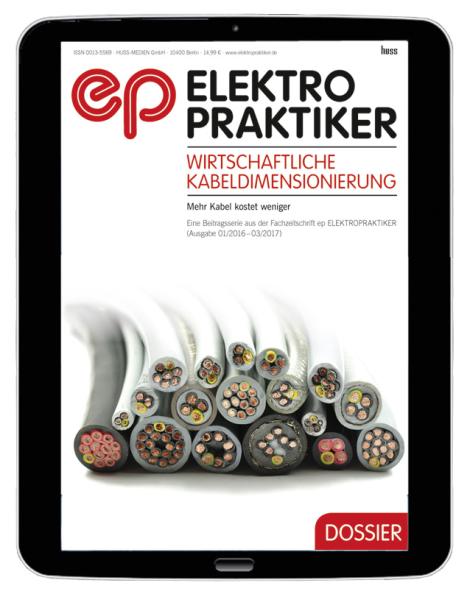 ISSN 0013-5569 · HUSS-MEDIEN GmbH · 10400 Berlin · 14,99 € · www.elektropraktiker.de
huss
ep ELEKTRO
PRAKTIKER
WIRTSCHAFTLICHE
KABELDIMENSIONIERUNG
Mehr Kabel kostet weniger
Eine Beitragsserie aus der Fachzeitschrift ep ELEKTROPRAKTIKER
(Ausgabe 01/2016–03/2017)
DOSSIER